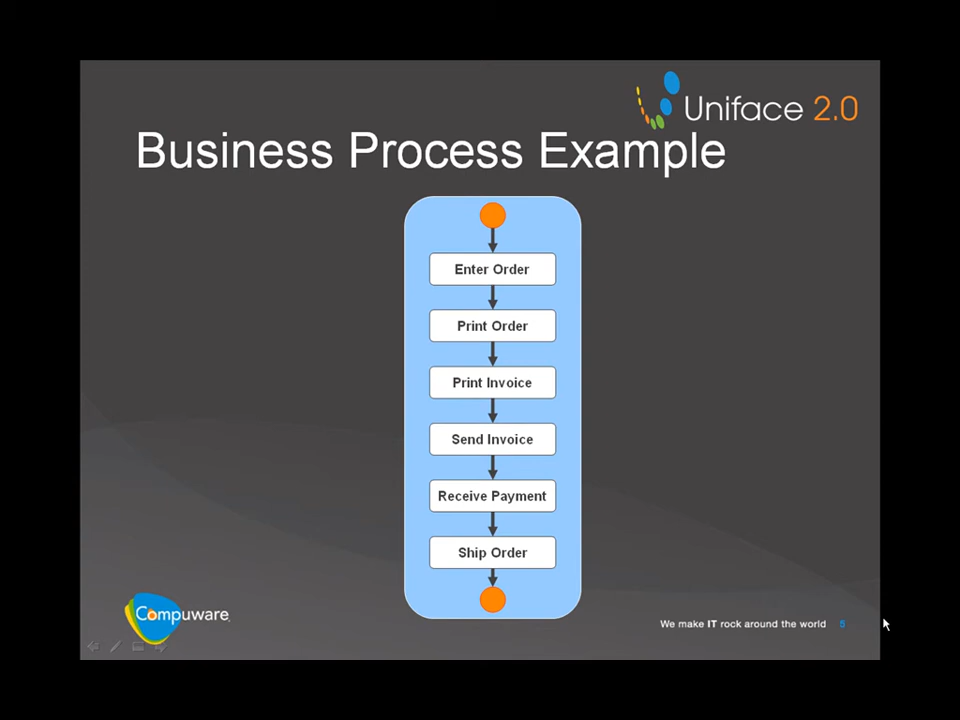 Uniface 2.0
Business Process Example
Enter Order
Print Order
Print Invoice
Send Invoice
Receive Payment
Ship Order
Compuware
We make IT rock around the world 5